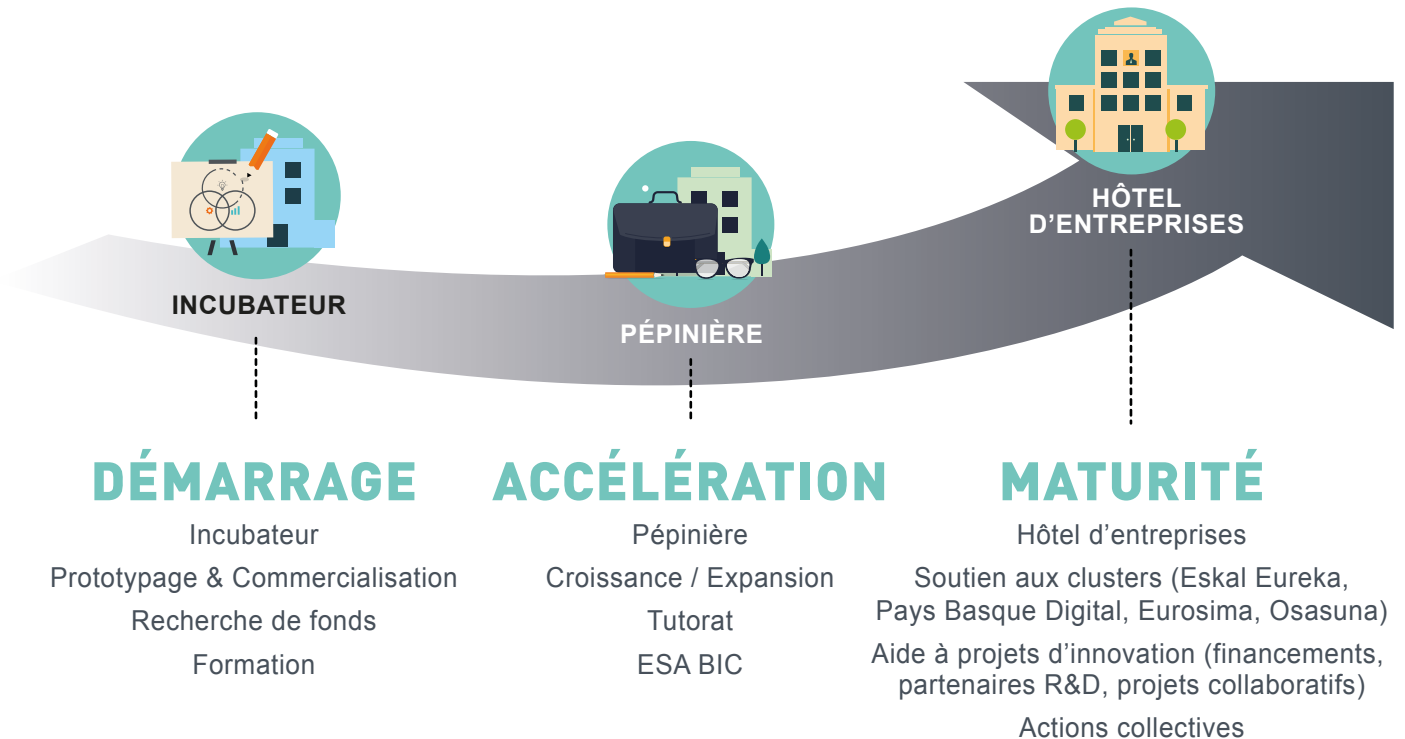 INCUBATEUR
PÉPINIÈRE
HÔTEL
D'ENTREPRISES
DÉMARRAGE
Incubateur
Prototypage & Commercialisation
Recherche de fonds
Formation
ACCÉLÉRATION
Pépinière
Croissance / Expansion
Tutorat
ESA BIC
MATURITÉ
Hôtel d'entreprises
Soutien aux clusters (Eskal Eureka,
Pays Basque Digital, Eurosima, Osasuna)
Aide à projets d'innovation (financements,
partenaires R&D, projets collaboratifs)
Actions collectives